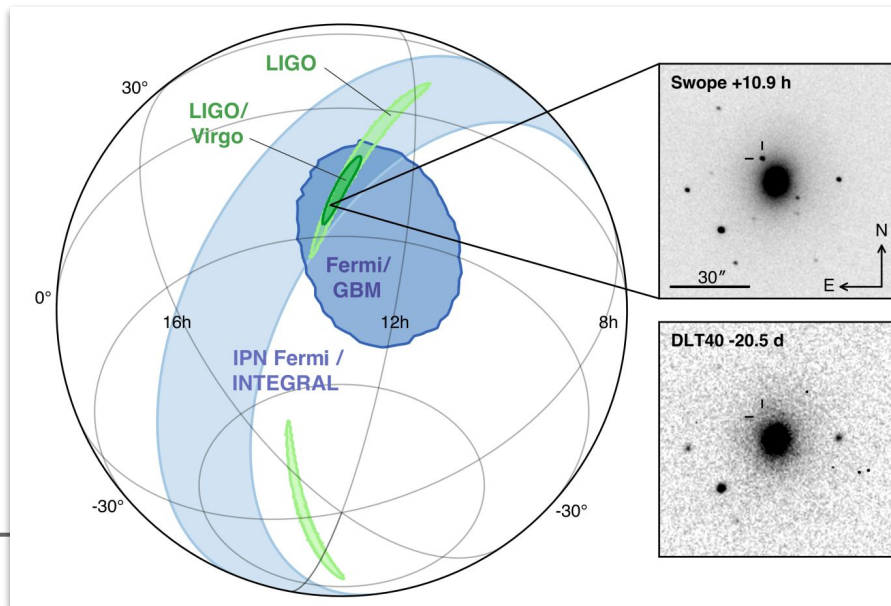 LIGO
30°
LIGO/
Virgo
Swope +10.9 h
N
E
30″
Fermi/
GBM
0°
16h
12h
8h
IPN Fermi /
INTEGRAL
DLT40 -20.5 d
-30°
-30°